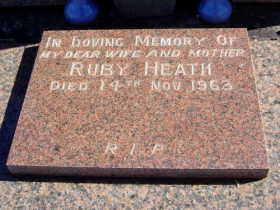 IN LOVING MEMORY OF
MY DEAR WIFE AND MOTHER
RUBY HEATH
DIED 14TH NOV 1963
R.I.P.